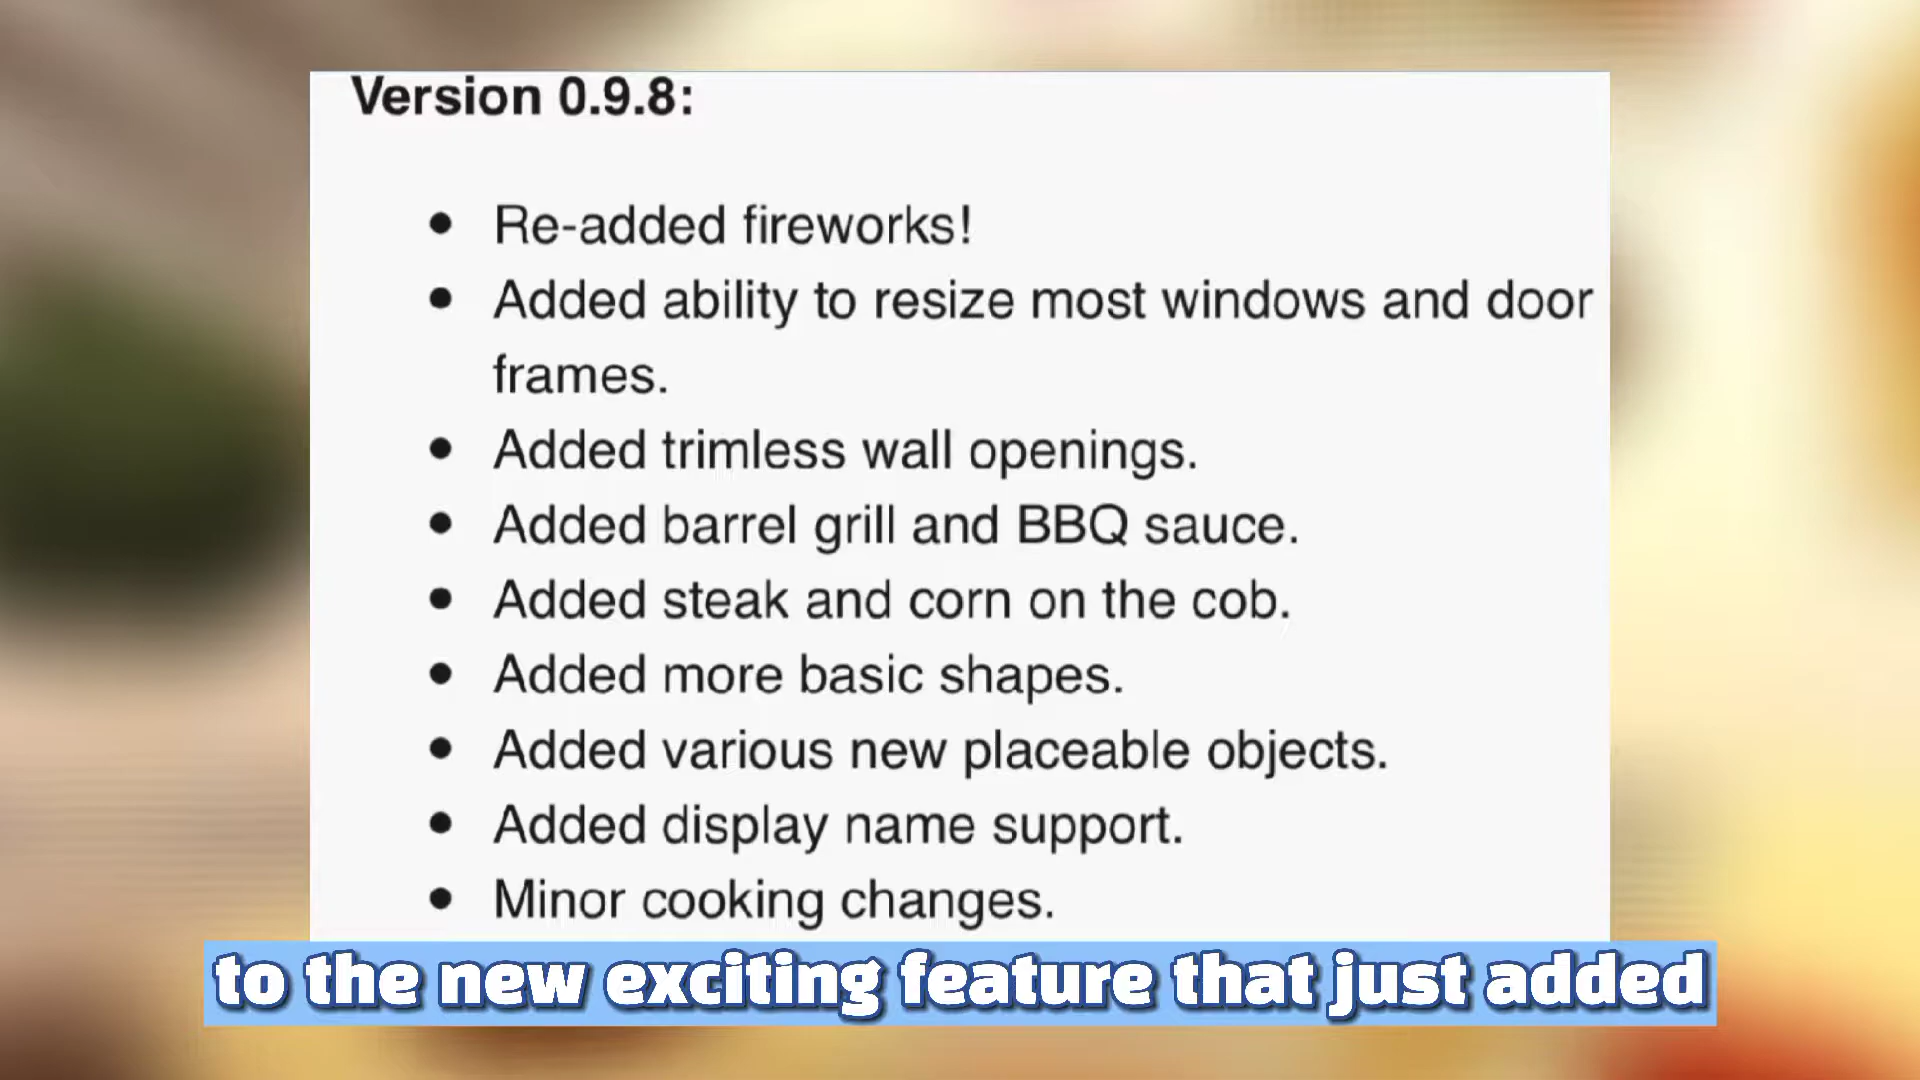 Version 0.9.8:
• Re-added fireworks!
• Added ability to resize most windows and door
frames.
• Added trimless wall openings.
• Added barrel grill and BBQ sauce.
• Added steak and corn on the cob.
• Added more basic shapes.
• Added various new placeable objects.
• Added display name support.
• Minor cooking changes.
to the new exciting feature that just added